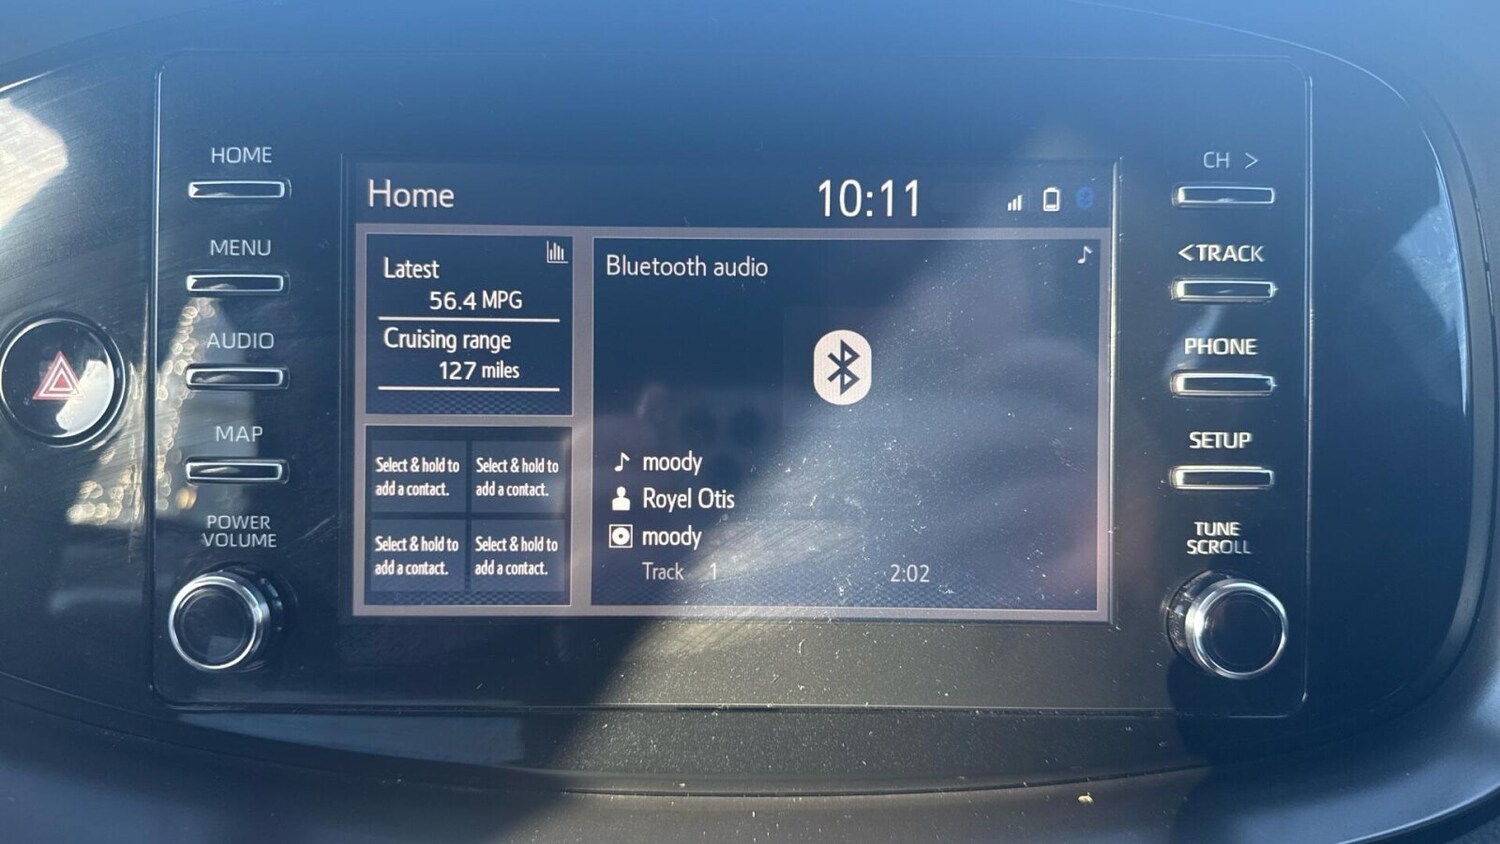 HOME
MENU
AUDIO
MAP
POWER
VOLUME
Home
10:11
Latest
56.4 MPG
Cruising range
127 miles
Select & hold to
add a contact.
Select & hold to
add a contact.
Select & hold to
add a contact.
Select & hold to
add a contact.
Bluetooth audio
moody
Royel Otis
moody
Track 1 2:02
CH >
<TRACK
PHONE
SETUP
TUNE
SCROLL